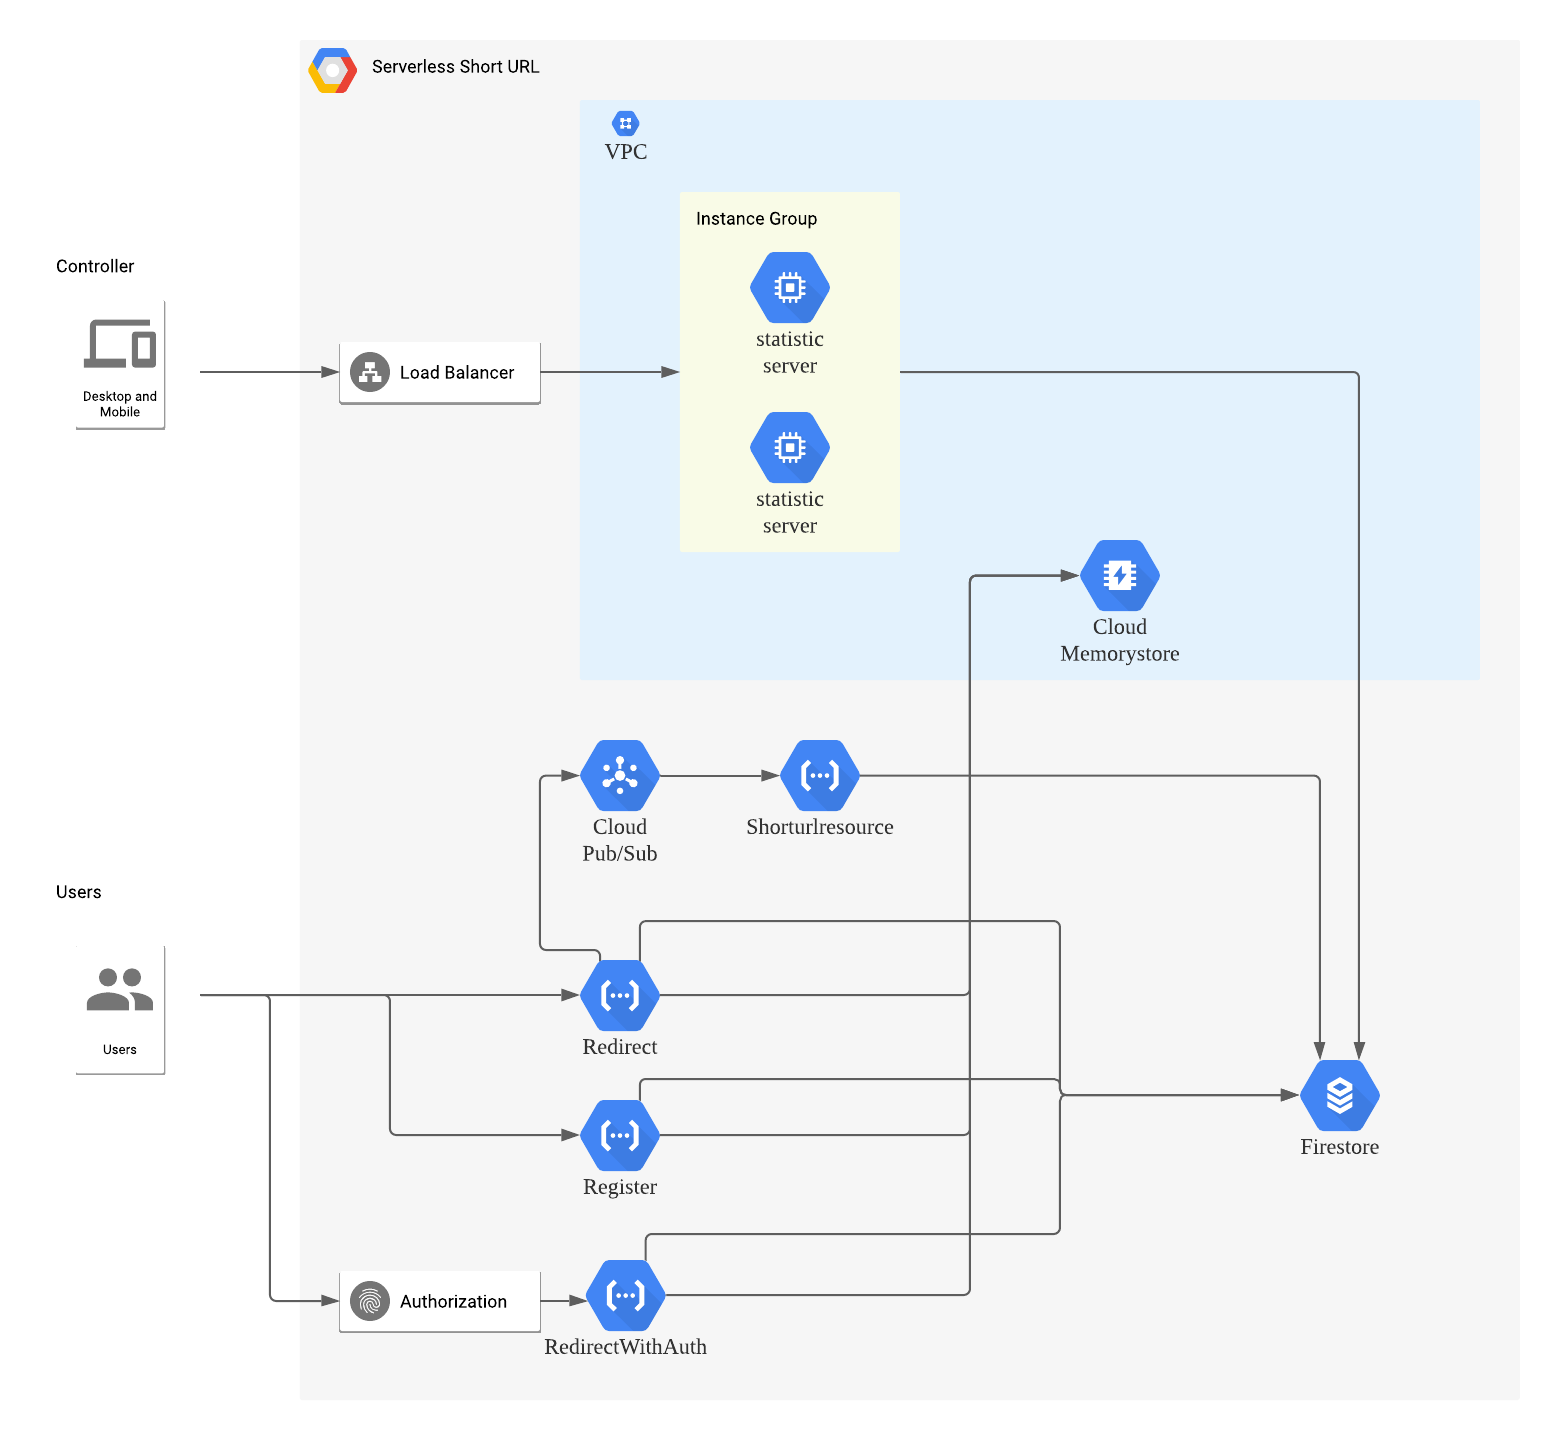 Serverless Short URL
VPC
Instance Group
statistic
server
statistic
server
Controller
Desktop and
Mobile
Load Balancer
Cloud
Memorystore
Cloud
Pub/Sub
Shorturlresource
Users
Users
Redirect
Register
Firestore
Authorization
RedirectWithAuth